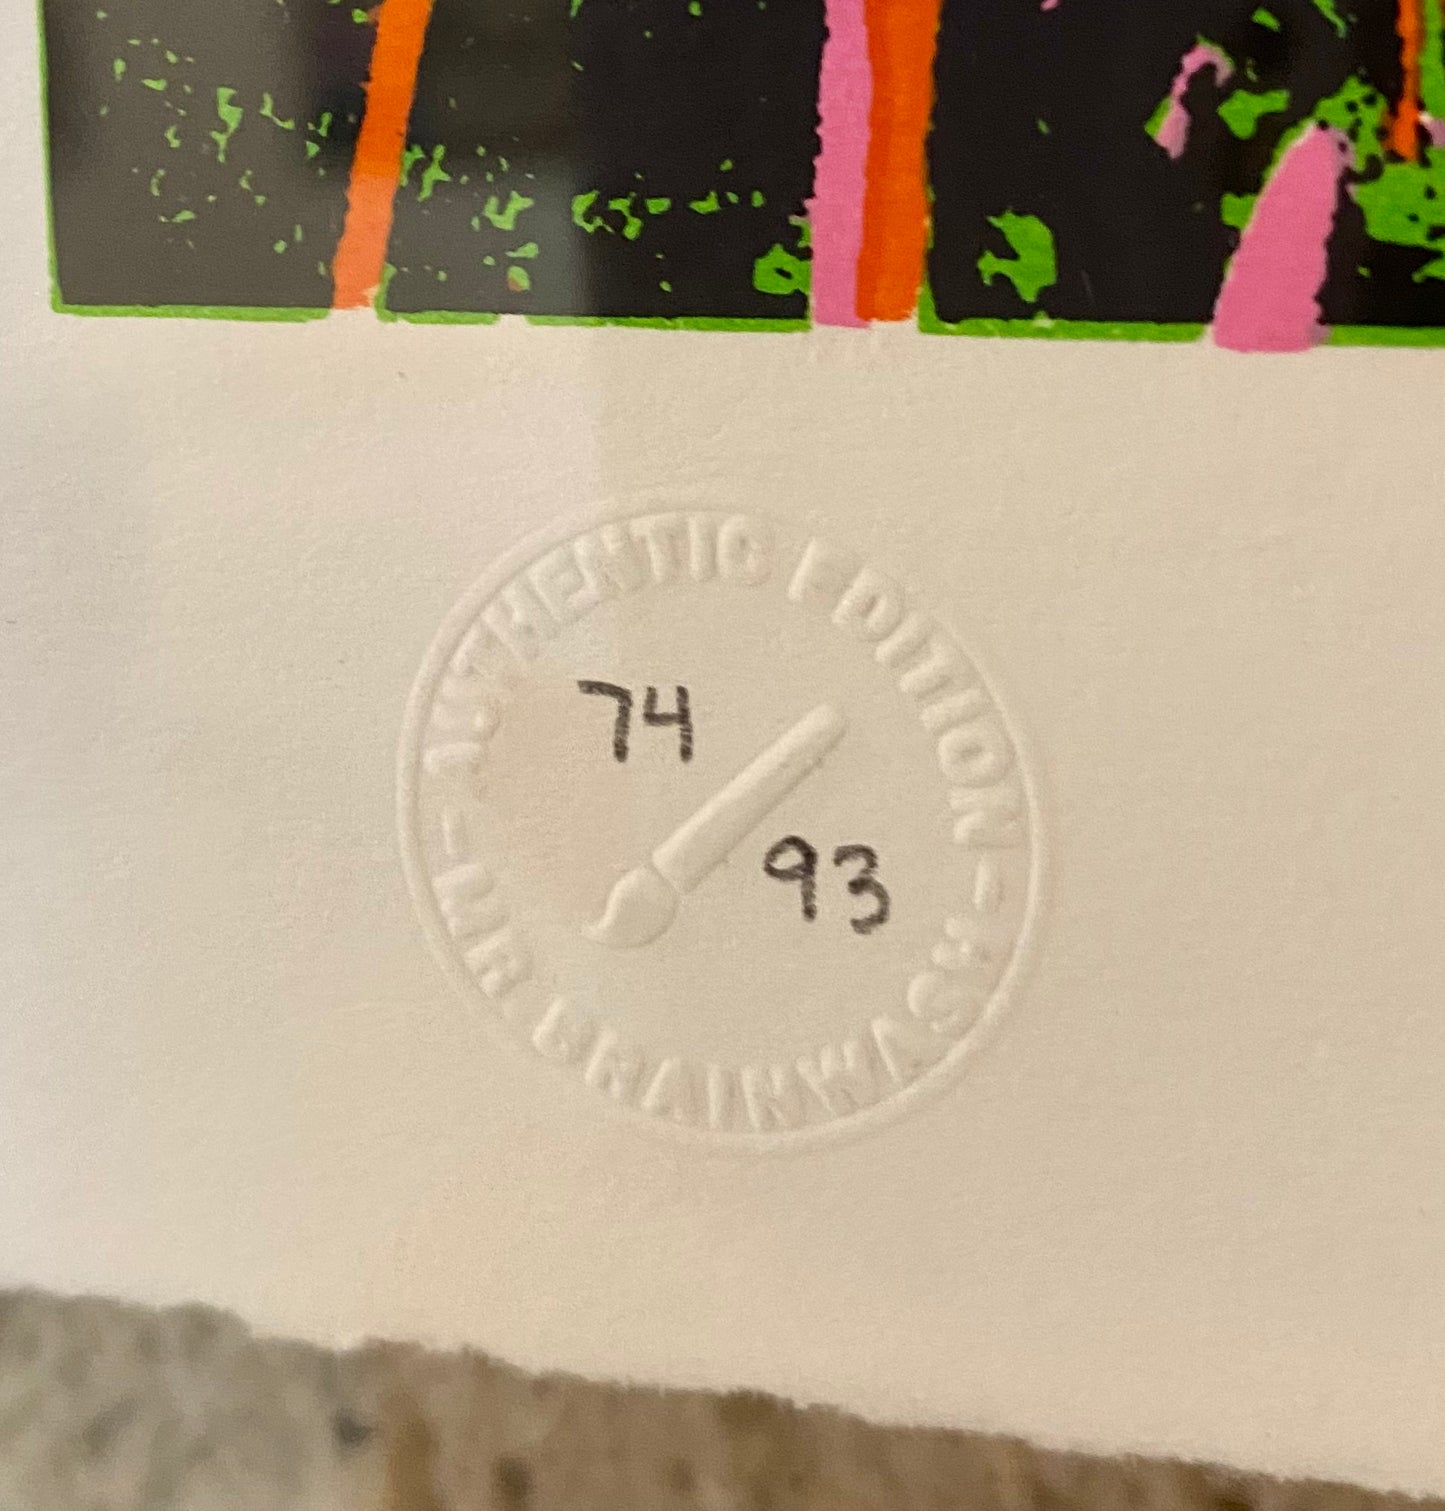 AUTHENTIC EDITION
74
93
- MR BRAINWASH -